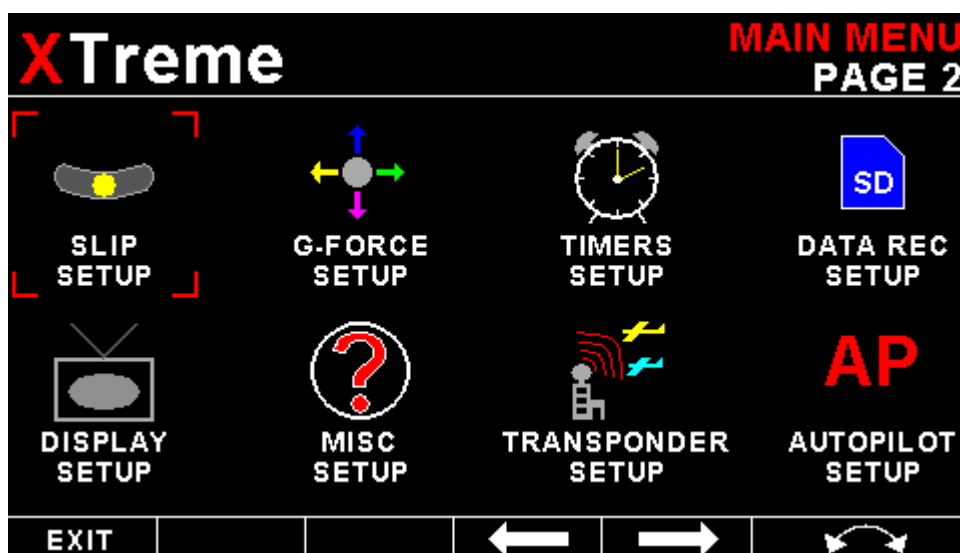 XTreme
MAIN MENU
PAGE 2
SLIP
SETUP
G-FORCE
SETUP
TIMERS
SETUP
SD
DATA REC
SETUP
DISPLAY
SETUP
?
MISC
SETUP
TRANSPONDER
SETUP
AP
AUTOPILOT
SETUP
EXIT